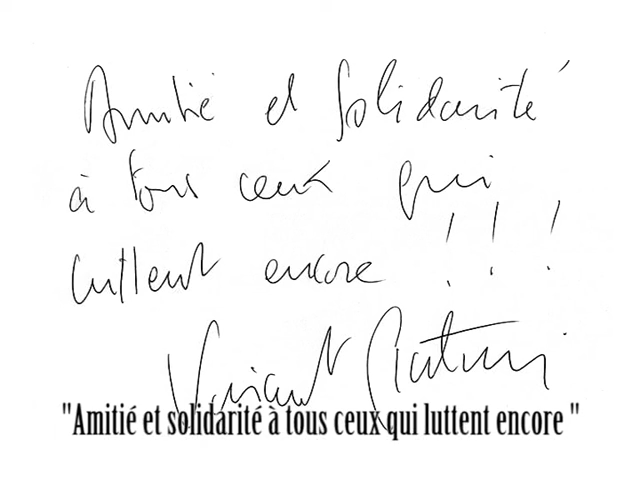 Amitié et Solidarité
à tous ceux qui
luttent encore !!!
"Amitié et solidarité à tous ceux qui luttent encore "